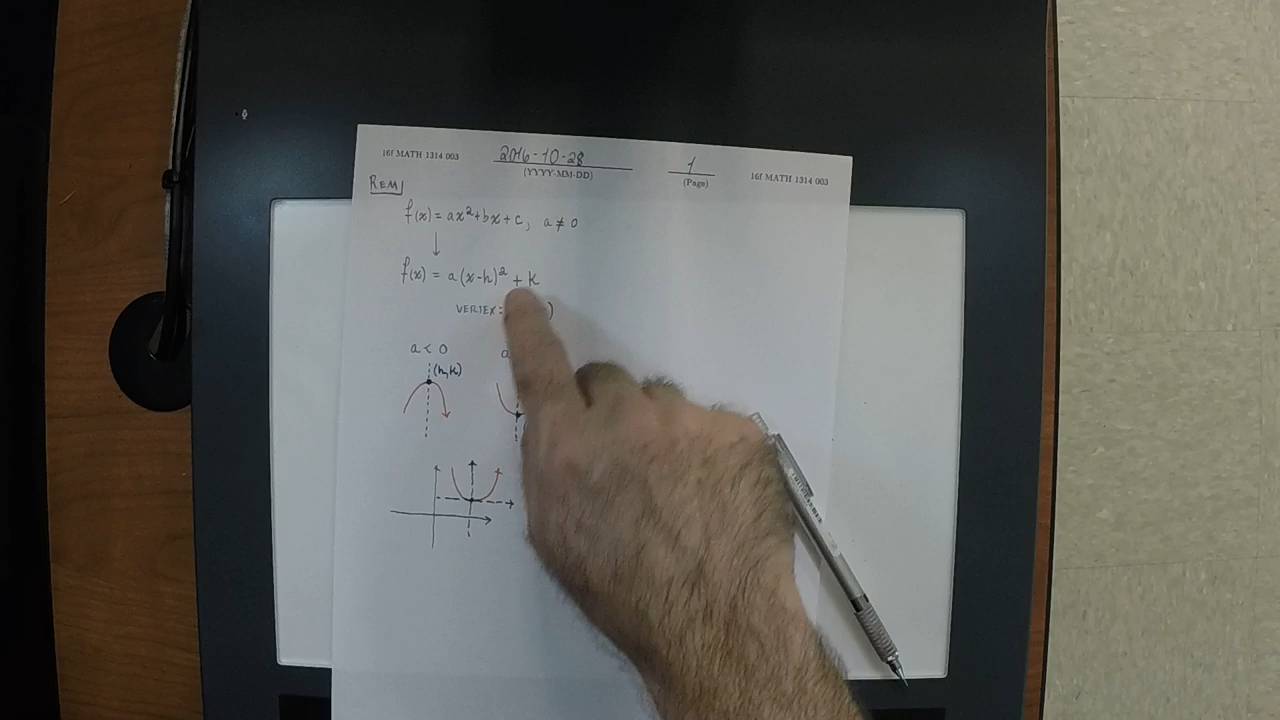 16f MATH 1314 003 2016-10-28 1 16f MATH 1314 003
(YYYY-MM-DD) (Page)
REM
f(x) = ax²+bx+c, a ≠ 0
↓
f(x) = a(x-h)² + k
VERTEX: )
a < 0 a
(h,k)